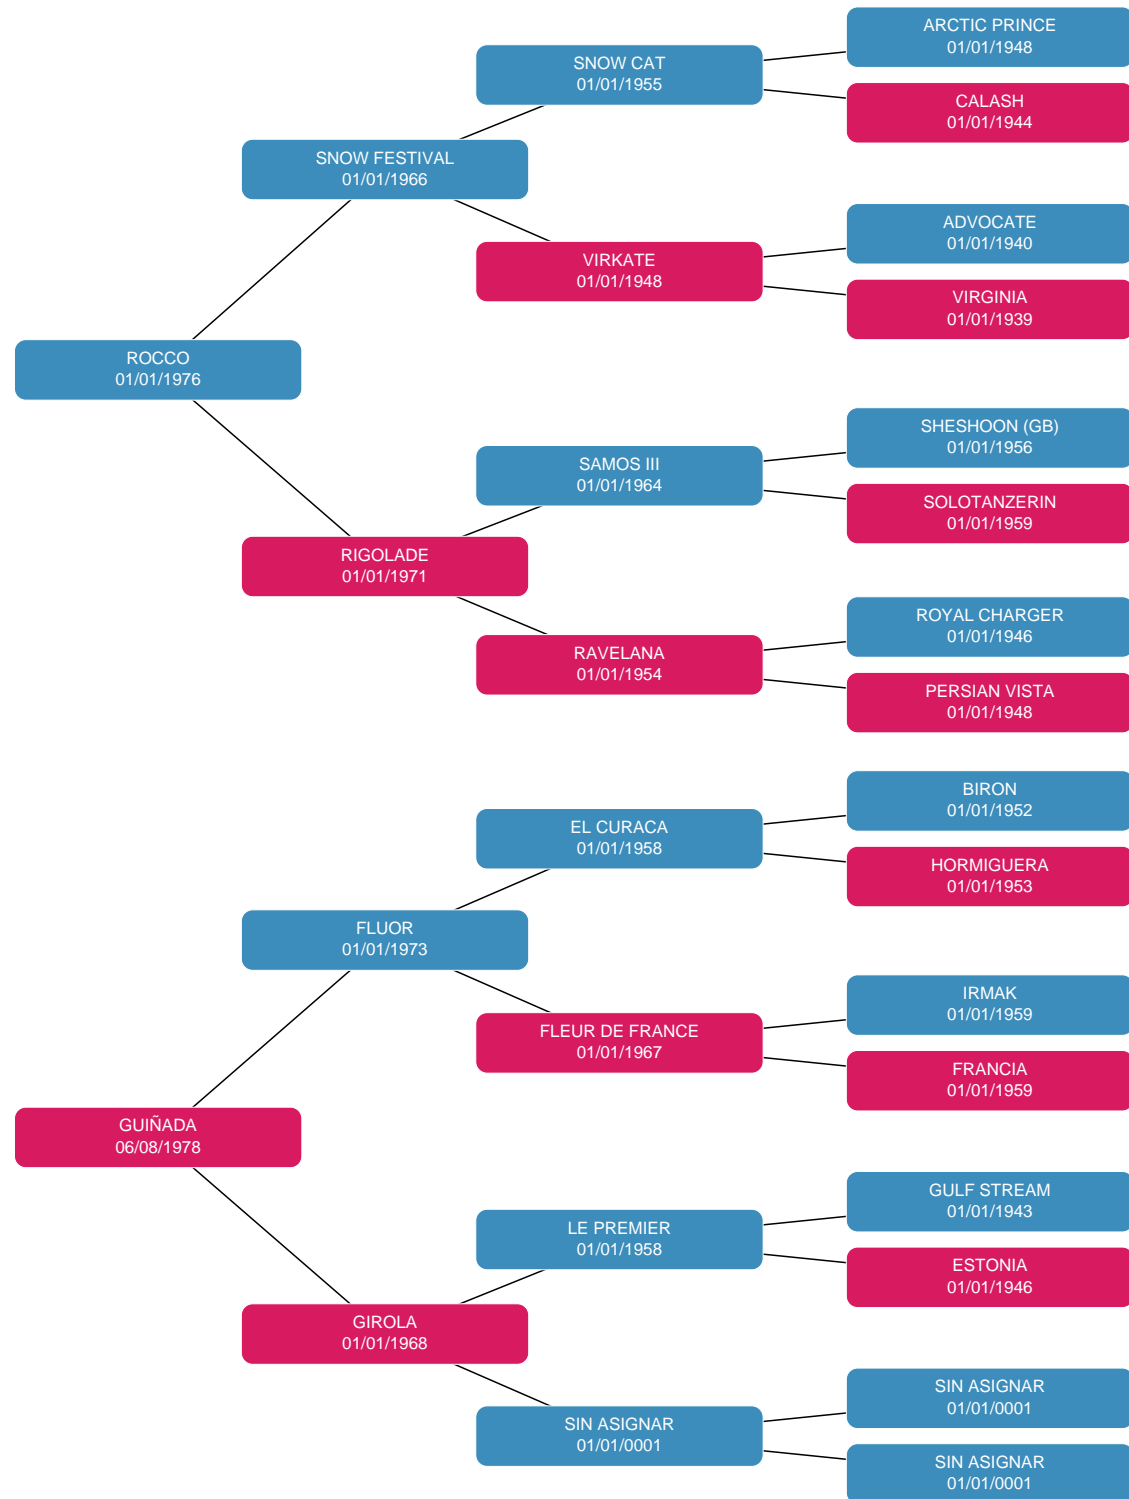 ARCTIC PRINCE
01/01/1948
SNOW CAT
01/01/1955
CALASH
01/01/1944
SNOW FESTIVAL
01/01/1966
ADVOCATE
01/01/1940
VIRKATE
01/01/1948
VIRGINIA
01/01/1939
ROCCO
01/01/1976
SHESHOON (GB)
01/01/1956
SAMOS III
01/01/1964
SOLOTANZERIN
01/01/1959
RIGOLADE
01/01/1971
ROYAL CHARGER
01/01/1946
RAVELANA
01/01/1954
PERSIAN VISTA
01/01/1948
BIRON
01/01/1952
EL CURACA
01/01/1958
HORMIGUERA
01/01/1953
FLUOR
01/01/1973
IRMAK
01/01/1959
FLEUR DE FRANCE
01/01/1967
FRANCIA
01/01/1959
GUIÑADA
06/08/1978
GULF STREAM
01/01/1943
LE PREMIER
01/01/1958
ESTONIA
01/01/1946
GIROLA
01/01/1968
SIN ASIGNAR
01/01/0001
SIN ASIGNAR
01/01/0001
SIN ASIGNAR
01/01/0001